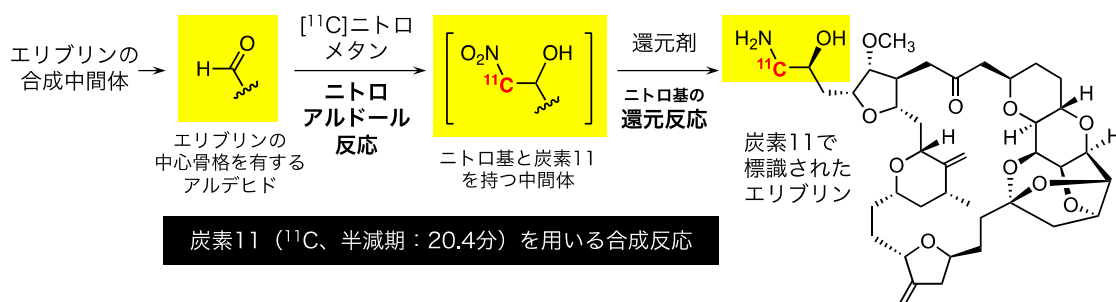 エリブリンの
合成中間体
H
O
エリブリンの
中心骨格を有する
アルデヒド
[¹¹C]ニトロ
メタン
ニトロ
アルドール
反応
O₂N
OH
¹¹C
ニトロ基と炭素11
を持つ中間体
還元剤
ニトロ基の
還元反応
H₂N
OH
¹¹C
OCH₃
O
O
O
H
O
H
H
H
O
O
O
O
O
O
炭素11で
標識された
エリブリン
炭素11（¹¹C、半減期：20.4分）を用いる合成反応